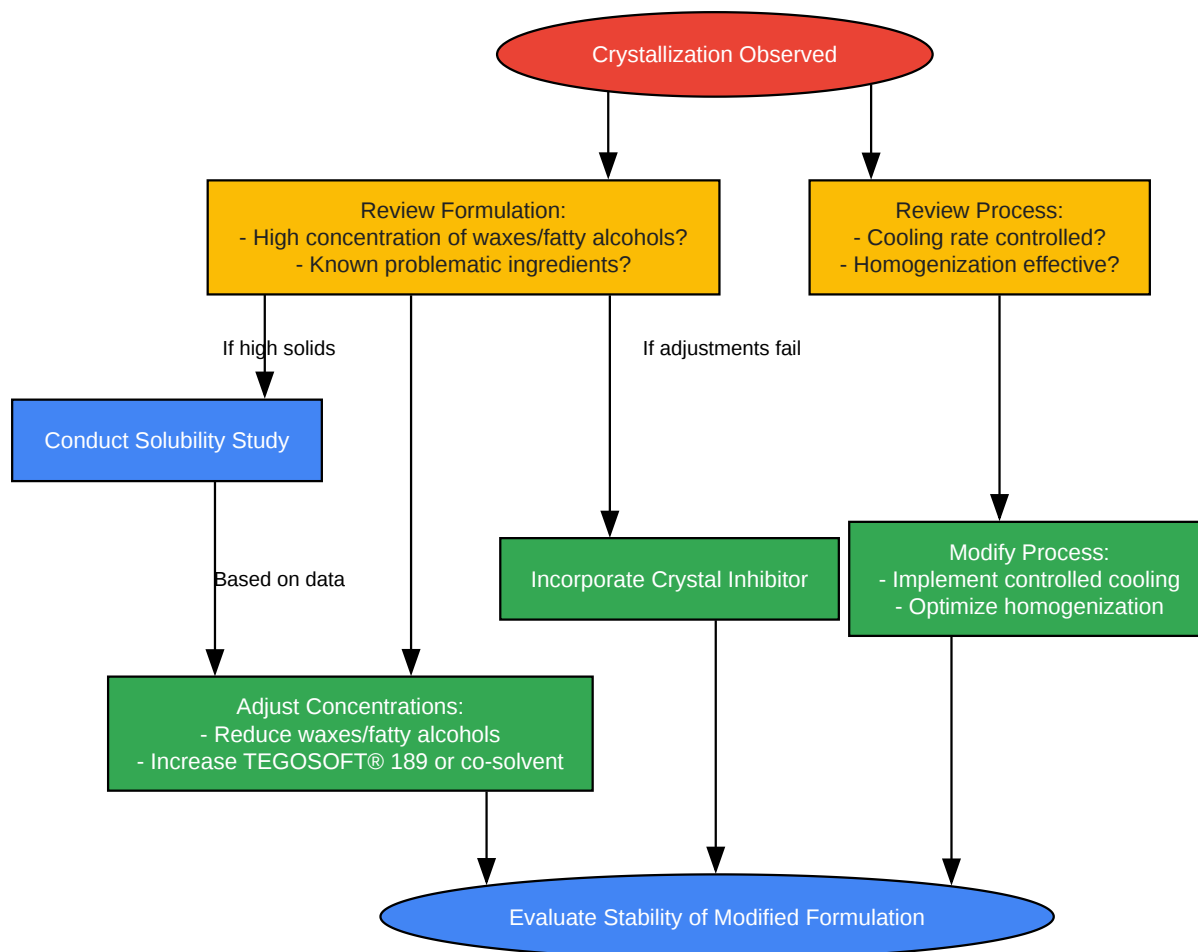 Crystallization Observed
Review Formulation:
- High concentration of waxes/fatty alcohols?
- Known problematic ingredients?
Review Process:
- Cooling rate controlled?
- Homogenization effective?
If high solids
If adjustments fail
Conduct Solubility Study
Based on data
Incorporate Crystal Inhibitor
Modify Process:
- Implement controlled cooling
- Optimize homogenization
Adjust Concentrations:
- Reduce waxes/fatty alcohols
- Increase TEGOSOFT® 189 or co-solvent
Evaluate Stability of Modified Formulation